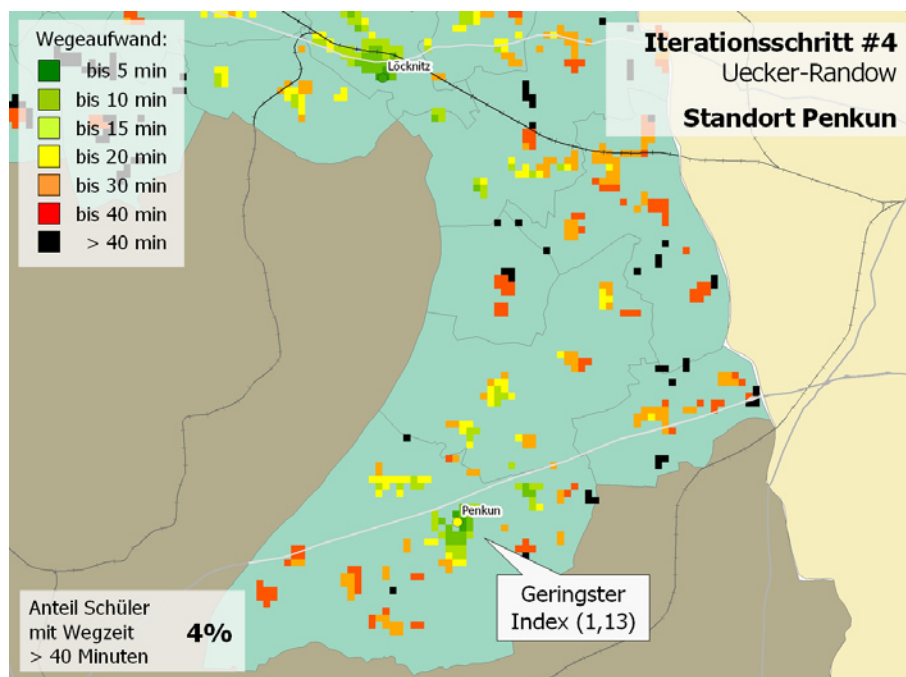 Wegeaufwand:
bis 5 min
bis 10 min
bis 15 min
bis 20 min
bis 30 min
bis 40 min
> 40 min
Iterationsschritt #4
Uecker-Randow
Standort Penkun
Löcknitz
Penkun
Geringster
Index (1,13)
Anteil Schüler
mit Wegzeit 4%
> 40 Minuten